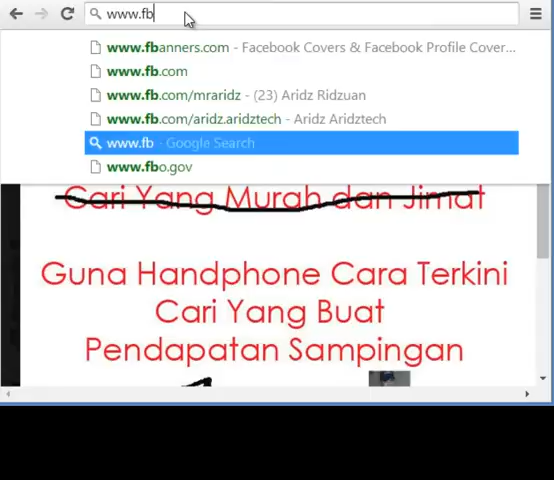 www.fb
www.fbanners.com - Facebook Covers & Facebook Profile Cover...
www.fb.com
www.fb.com/mraridz - (23) Aridz Ridzuan
www.fb.com/aridz.aridztech - Aridz Aridztech
www.fb - Google Search
www.fbo.gov
Cari Yang Murah dan Jimat
Guna Handphone Cara Terkini
Cari Yang Buat
Pendapatan Sampingan